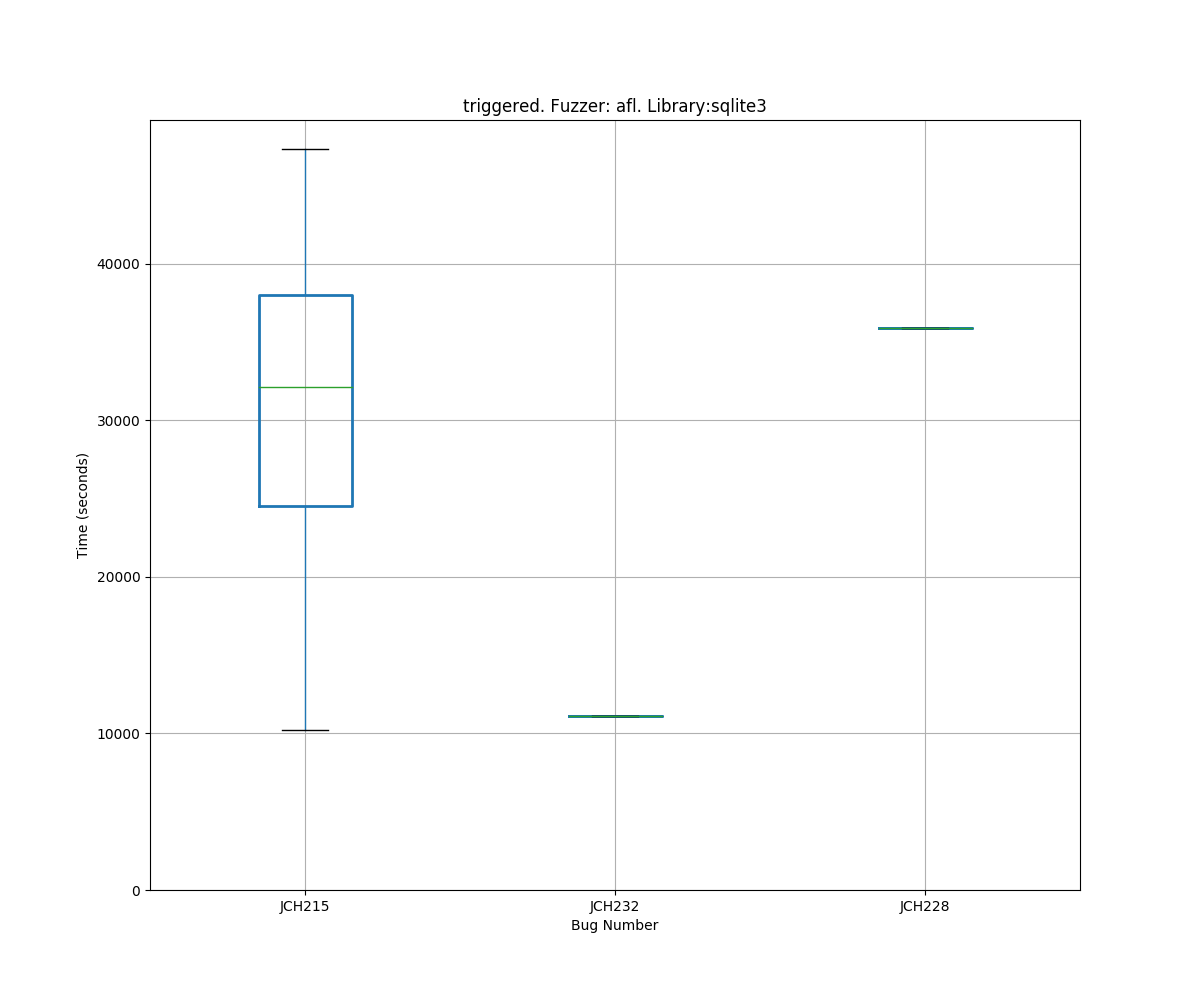 triggered. Fuzzer: afl. Library:sqlite3
Time (seconds)
40000
30000
20000
10000
0
JCH215 JCH232 JCH228
Bug Number